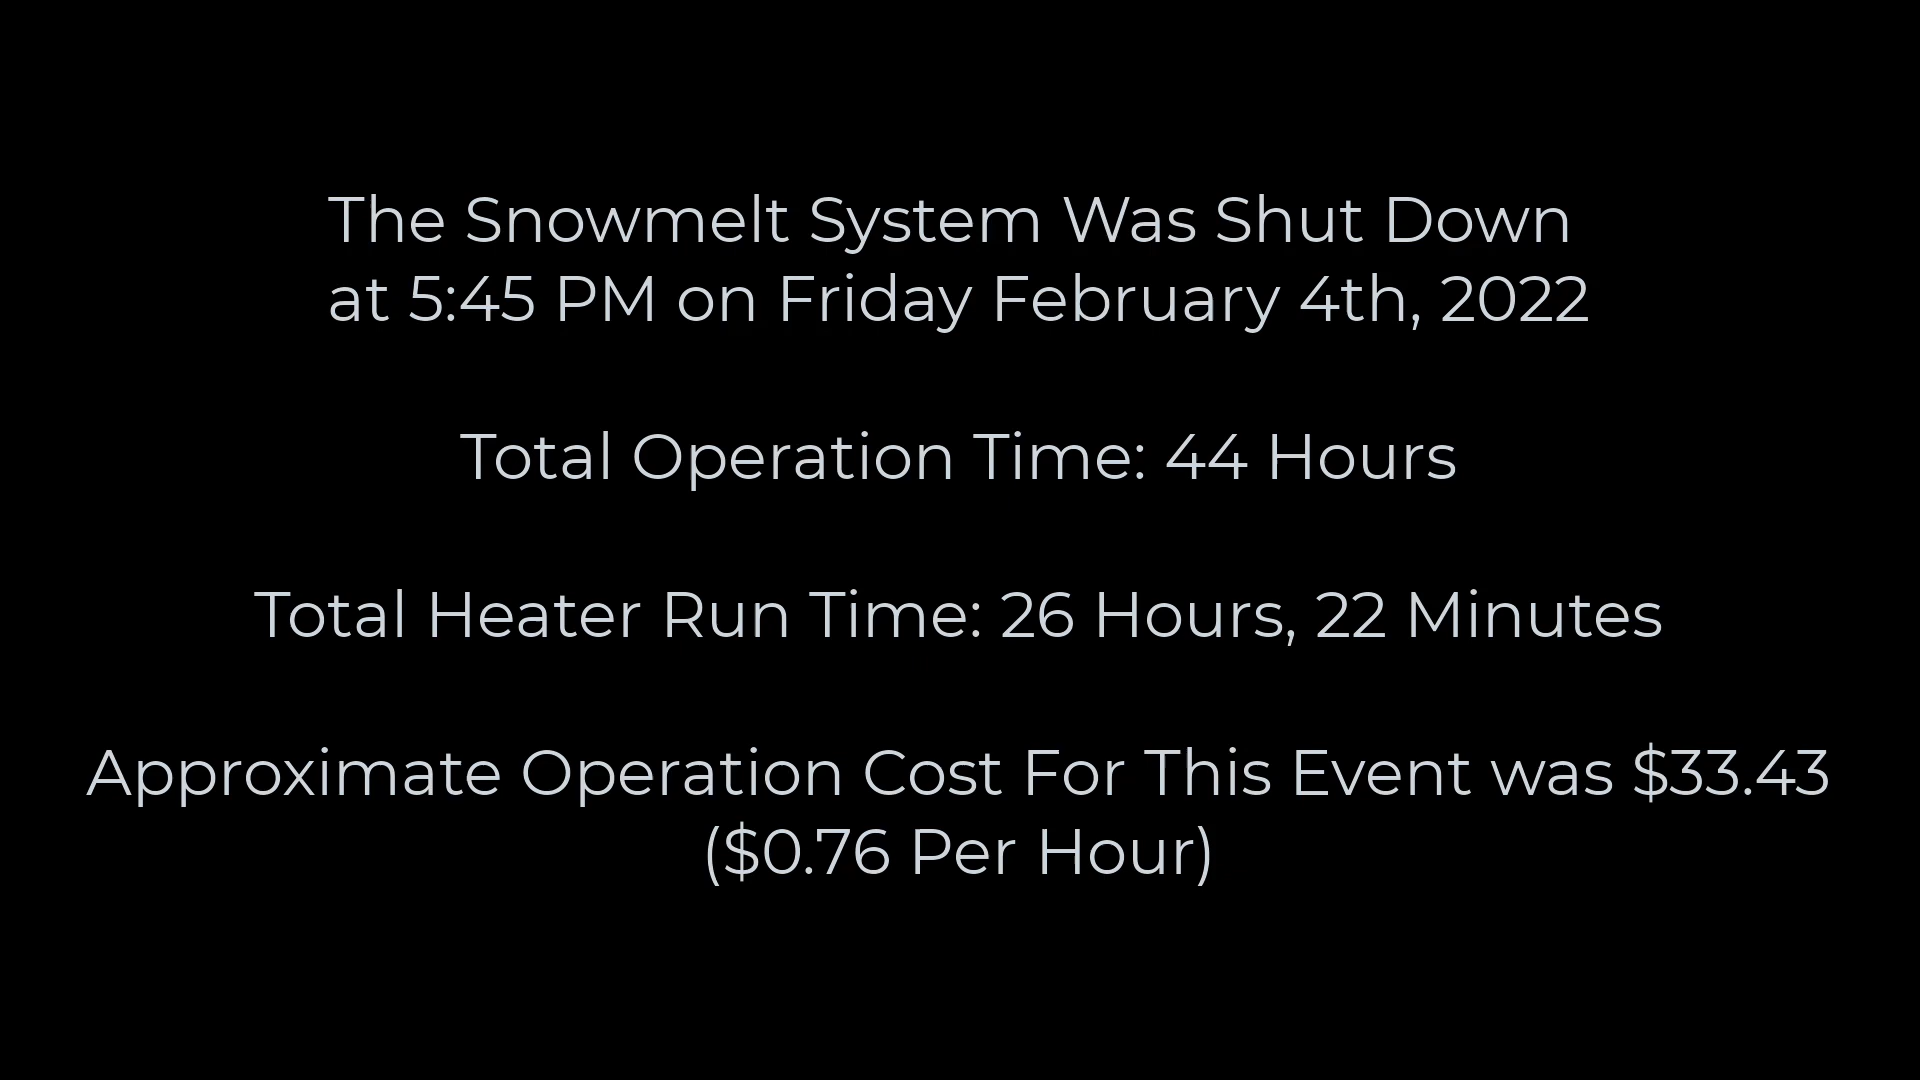 The Snowmelt System Was Shut Down
at 5:45 PM on Friday February 4th, 2022
Total Operation Time: 44 Hours
Total Heater Run Time: 26 Hours, 22 Minutes
Approximate Operation Cost For This Event was $33.43
($0.76 Per Hour)